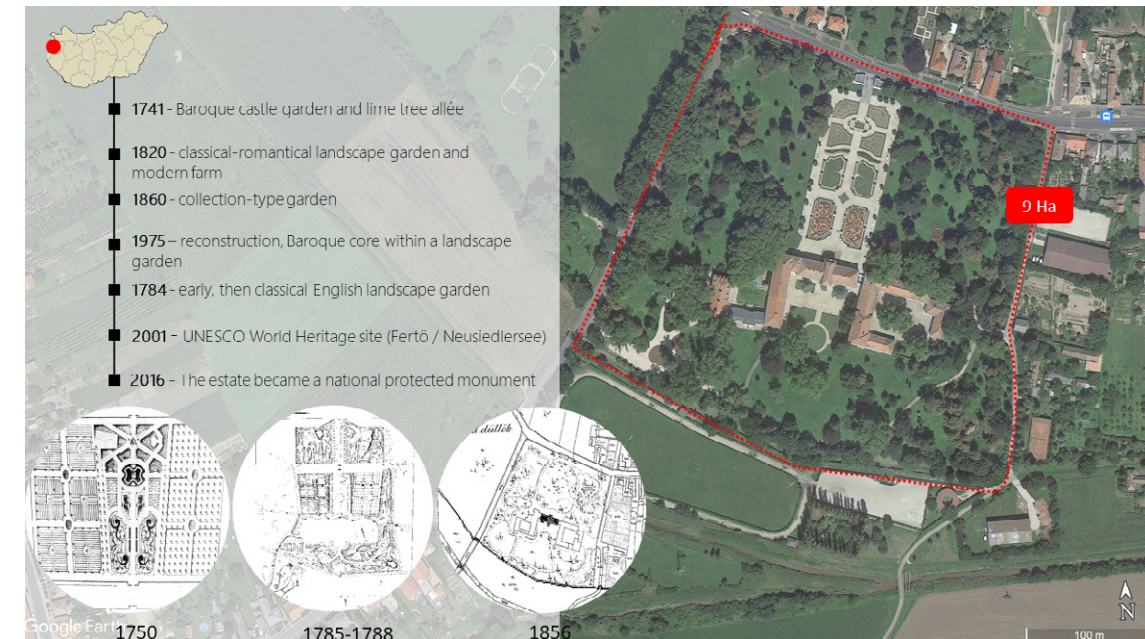 1741 - Baroque castle garden and lime tree allée
1820 - classical-romantical landscape garden and
modern farm
1860 - collection-type garden
1975 – reconstruction, Baroque core within a landscape
garden
1784 – early, then classical English landscape garden
2001 – UNESCO World Heritage site (Fertö / Neusiedlersee)
2016 – The estate became a national protected monument
9 Ha
düllők
Google Earth
1750
1785-1788
1856
N
100 m